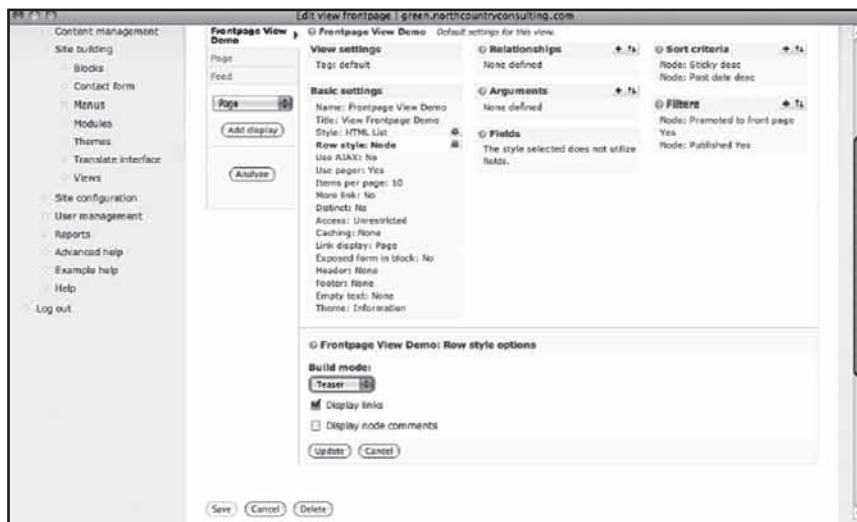 Edit view frontpage | green.northcountryconsulting.com
Content management
Site building
Blocks
Contact form
Menus
Modules
Themes
Translate interface
Views
Site configuration
User management
Reports
Advanced help
Example help
Help
Log out
Frontpage View
Demo
Page
Feed
Page
Add display
Analyze
Frontpage View Demo Default settings for this view.
View settings
Tag: default
Basic settings
Name: Frontpage View Demo
Title: View Frontpage Demo
Style: HTML List
Row style: Node
Use AJAX: No
Use pager: Yes
Items per page: 10
More link: No
Distinct: No
Access: Unrestricted
Caching: None
Link display: Page
Exposed form in block: No
Header: None
Footer: None
Empty text: None
Theme: Information
Relationships
None defined
Arguments
None defined
Fields
The style selected does not utilize
fields.
Sort criteria
Node: Sticky desc
Node: Post date desc
Filters
Node: Promoted to front page
Yes
Node: Published Yes
Frontpage View Demo: Row style options
Build mode:
Teaser
Display links
Display node comments
Update Cancel
Save Cancel Delete